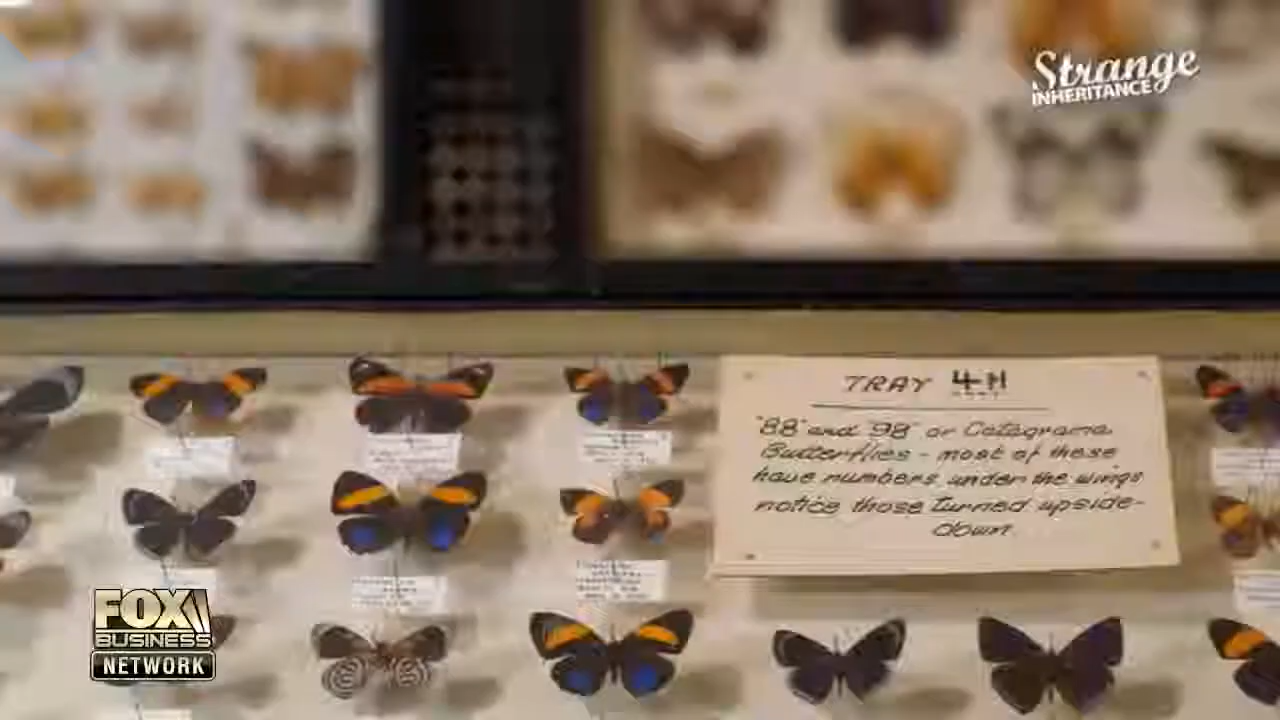 Strange
INHERITANCE
TRAY 4-H
"88" and "98" or Catagrama
Butterflies - most of these
have numbers under the wings
notice those turned upside-
down.
FOX
BUSINESS
NETWORK